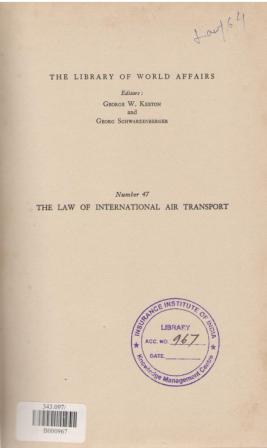 THE LIBRARY OF WORLD AFFAIRS
Editors:
GEORGE W. KEETON
and
GEORG SCHWARZENBERGER
Number 47
THE LAW OF INTERNATIONAL AIR TRANSPORT
INSURANCE INSTITUTE OF INDIA
LIBRARY
ACC. NO. 967
DATE
Knowledge Management Centre
343.097/
B000967